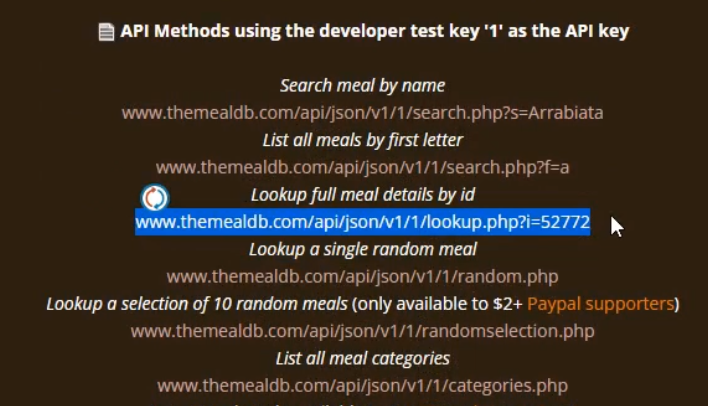 API Methods using the developer test key '1' as the API key
Search meal by name
www.themealdb.com/api/json/v1/1/search.php?s=Arrabiata
List all meals by first letter
www.themealdb.com/api/json/v1/1/search.php?f=a
Lookup full meal details by id
www.themealdb.com/api/json/v1/1/lookup.php?i=52772
Lookup a single random meal
www.themealdb.com/api/json/v1/1/random.php
Lookup a selection of 10 random meals (only available to $2+ Paypal supporters)
www.themealdb.com/api/json/v1/1/randomselection.php
List all meal categories
www.themealdb.com/api/json/v1/1/categories.php